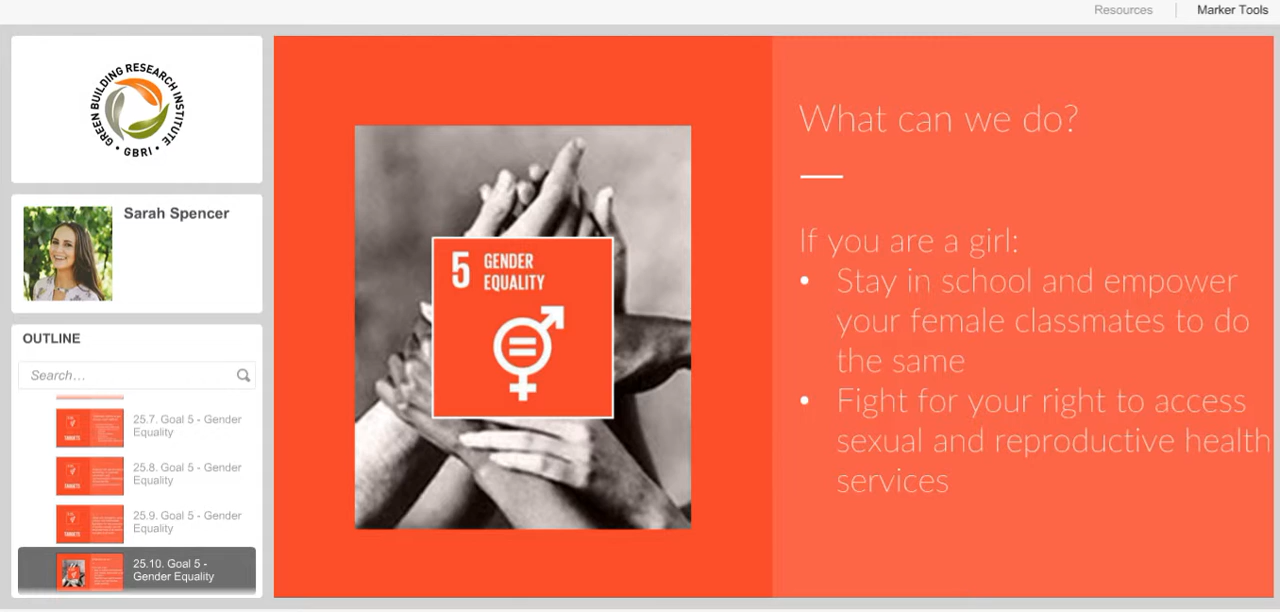 Resources
Marker Tools
GREEN BUILDING RESEARCH INSTITUTE
• GBRI •
Sarah Spencer
OUTLINE
Search...
25.7. Goal 5 - Gender
Equality
25.8. Goal 5 - Gender
Equality
25.9. Goal 5 - Gender
Equality
25.10. Goal 5 -
Gender Equality
5 GENDER
EQUALITY
What can we do?
If you are a girl:
• Stay in school and empower
your female classmates to do
the same
• Fight for your right to access
sexual and reproductive health
services